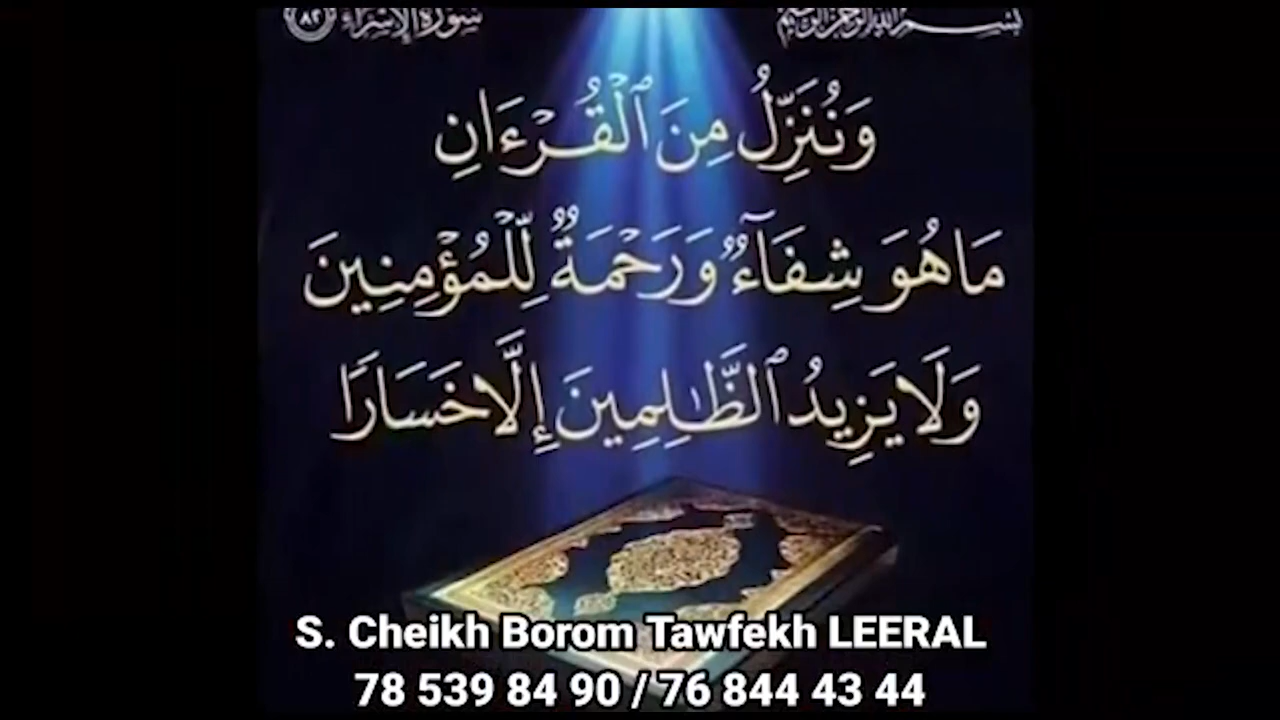 بسم الله الرحمن الرحيم
سورة الإسراء ٨٢
وَنُنَزِّلُ مِنَ ٱلْقُرْءَانِ
مَا هُوَ شِفَآءٌ وَرَحْمَةٌ لِّلْمُؤْمِنِينَ
وَلَا يَزِيدُ ٱلظَّٰلِمِينَ إِلَّا خَسَارًا
S. Cheikh Borom Tawfekh LEERAL
78 539 84 90 / 76 844 43 44